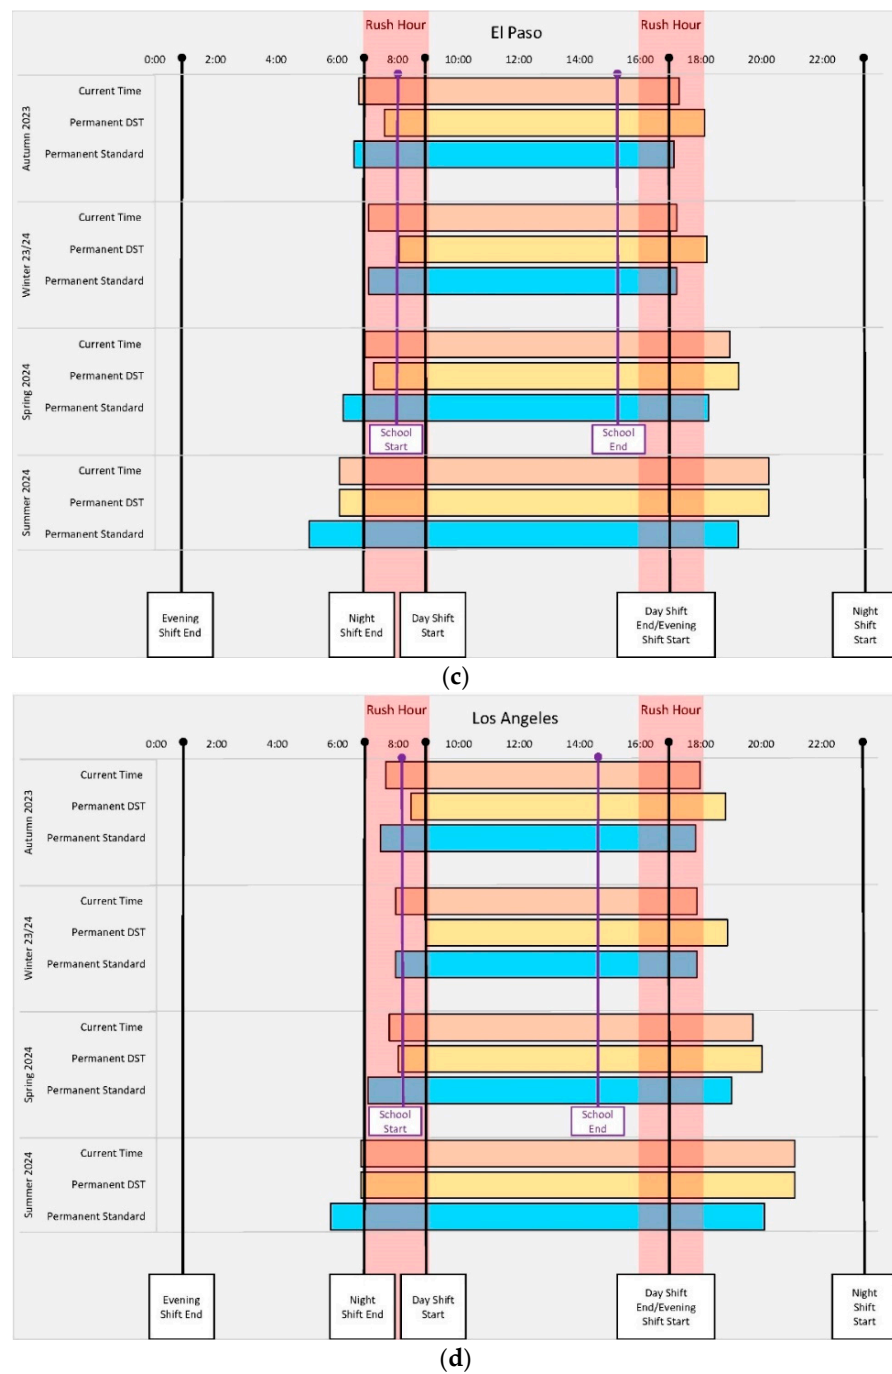 Rush Hour
El Paso
Rush Hour
0:00 2:00 4:00 6:00 8:00 10:00 12:00 14:00 16:00 18:00 20:00 22:00
Autumn 2023
Current Time
Permanent DST
Permanent Standard
Winter 23/24
Current Time
Permanent DST
Permanent Standard
Spring 2024
Current Time
Permanent DST
Permanent Standard
School
Start
School
End
Summer 2024
Current Time
Permanent DST
Permanent Standard
Evening
Shift End
Night
Shift End
Day Shift
Start
Day Shift
End/Evening
Shift Start
Night
Shift
Start
(c)
Rush Hour
Los Angeles
Rush Hour
0:00 2:00 4:00 6:00 8:00 10:00 12:00 14:00 16:00 18:00 20:00 22:00
Autumn 2023
Current Time
Permanent DST
Permanent Standard
Winter 23/24
Current Time
Permanent DST
Permanent Standard
Spring 2024
Current Time
Permanent DST
Permanent Standard
School
Start
School
End
Summer 2024
Current Time
Permanent DST
Permanent Standard
Evening
Shift End
Night
Shift End
Day Shift
Start
Day Shift
End/Evening
Shift Start
Night
Shift
Start
(d)